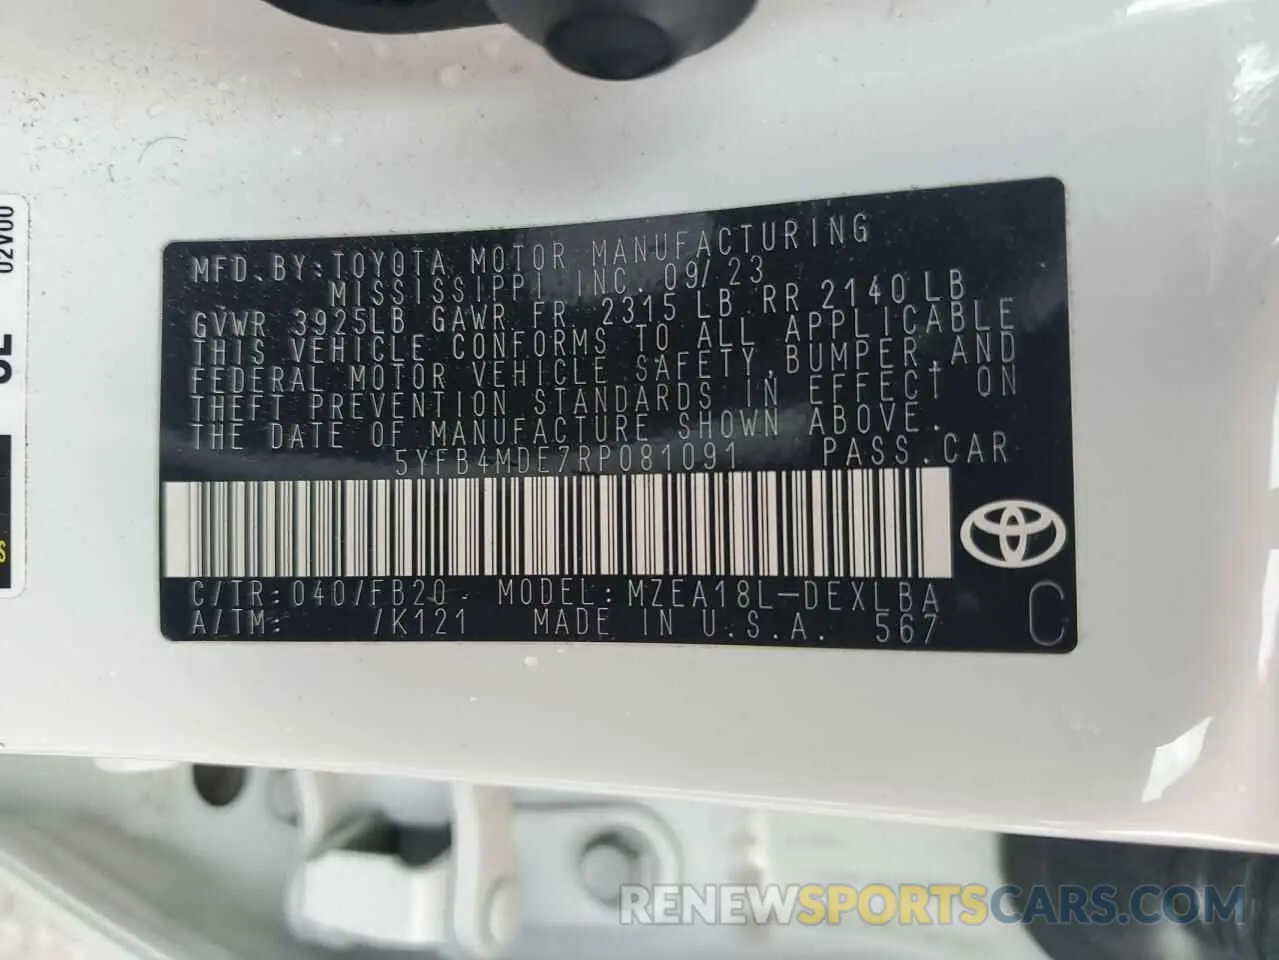 MFD.BY:TOYOTA MOTOR MANUFACTURING
MISSISSIPPI INC. 09/23
GVWR 3925LB GAWR FR. 2315 LB RR 2140 LB
THIS VEHICLE CONFORMS TO ALL APPLICABLE
FEDERAL MOTOR VEHICLE SAFETY,BUMPER,AND
THEFT PREVENTION STANDARDS IN EFFECT ON
THE DATE OF MANUFACTURE SHOWN ABOVE.
5YFB4MDE7RP081091 PASS.CAR
C/TR:040/FB20 MODEL:MZEA18L-DEXLBA
A/TM: /K121 MADE IN U.S.A. 567
C
02V00
RENEWSPORTSCARS.COM